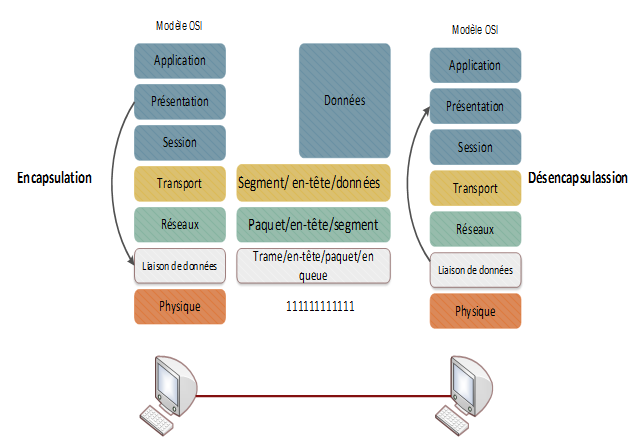 Modèle OSI
Application
Présentation
Session
Transport
Réseaux
Liaison de données
Physique
Encapsulation
Données
Segment/ en-tête/données
Paquet/en-tête/segment
Trame/en-tête/paquet/en
queue
111111111111
Modèle OSI
Application
Présentation
Session
Transport
Réseaux
Liaison de données
Physique
Désencapsulassion